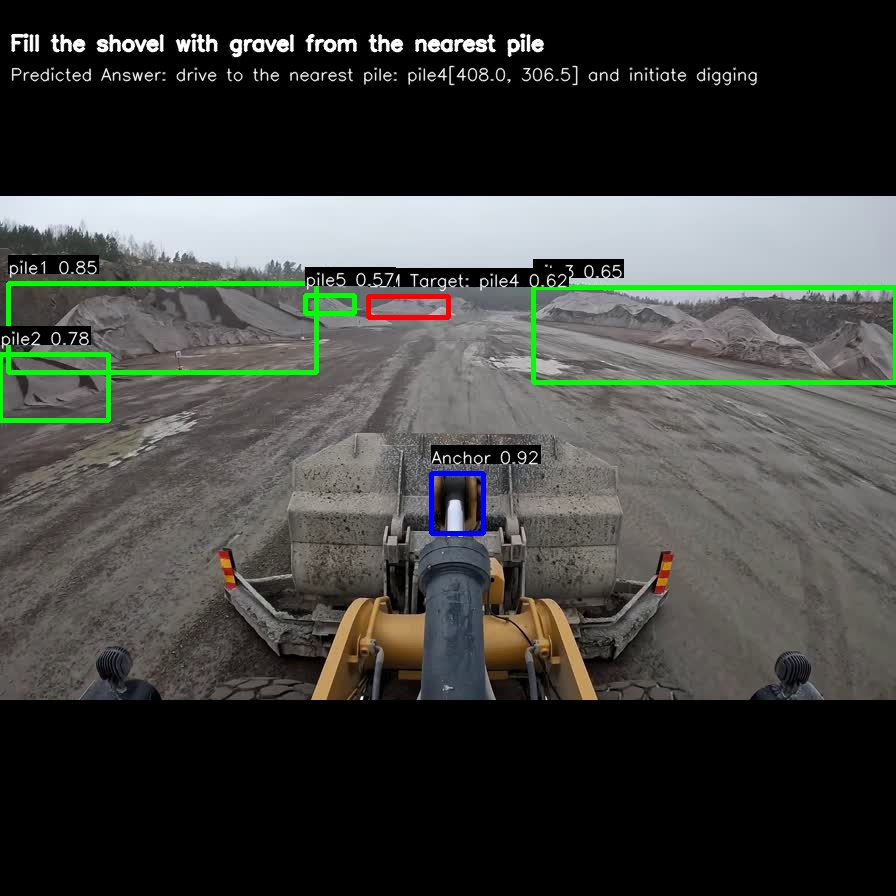 Fill the shovel with gravel from the nearest pile
Predicted Answer: drive to the nearest pile: pile4[408.0, 306.5] and initiate digging
pile1 0.85
pile5 0.57
Target: pile4 0.62
3 0.65
pile2 0.78
Anchor 0.92